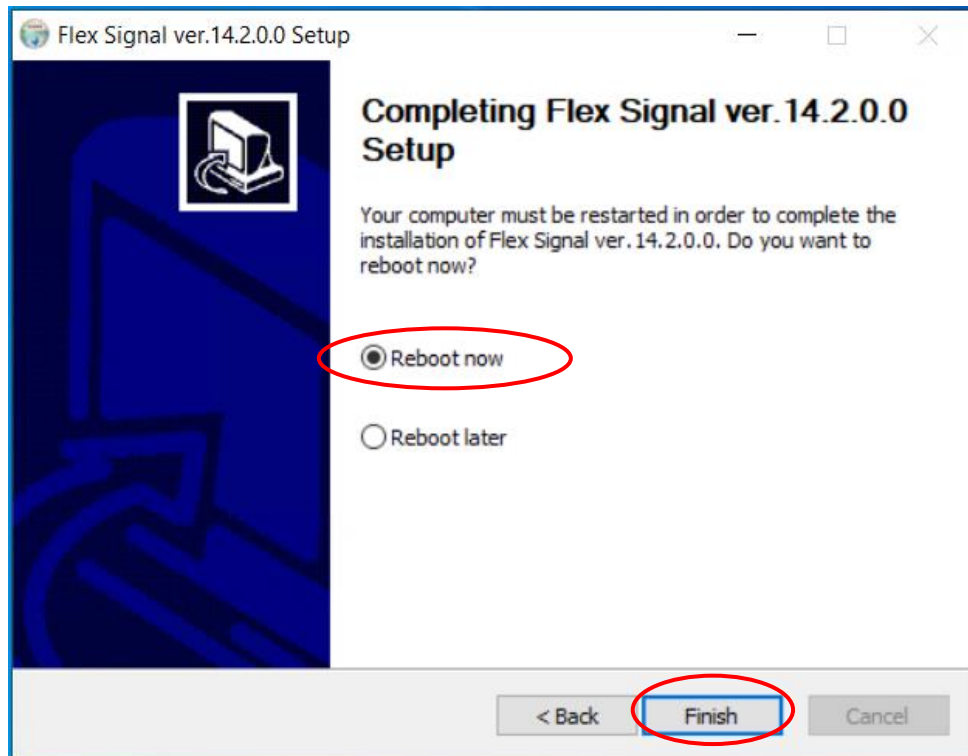 Flex Signal ver.14.2.0.0 Setup
Completing Flex Signal ver.14.2.0.0
Setup
Your computer must be restarted in order to complete the
installation of Flex Signal ver.14.2.0.0. Do you want to
reboot now?
Reboot now
Reboot later
< Back Finish Cancel